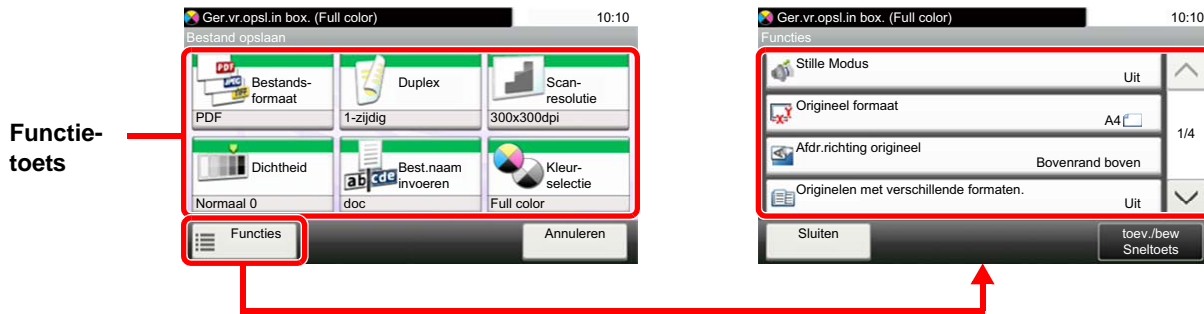 Functie-
toets
Ger.vr.opsl.in box. (Full color)
10:10
Bestand opslaan
PDF
JPEG
TIFF
Bestands-
formaat
PDF
Duplex
1-zijdig
Scan-
resolutie
300x300dpi
Dichtheid
Normaal 0
ab cde
Best.naam
invoeren
doc
Kleur-
selectie
Full color
Functies
Annuleren
Ger.vr.opsl.in box. (Full color)
10:10
Functies
Stille Modus
Uit
Origineel formaat
A4
Afdr.richting origineel
Bovenrand boven
Originelen met verschillende formaten.
Uit
1/4
Sluiten
toev./bew
Sneltoets